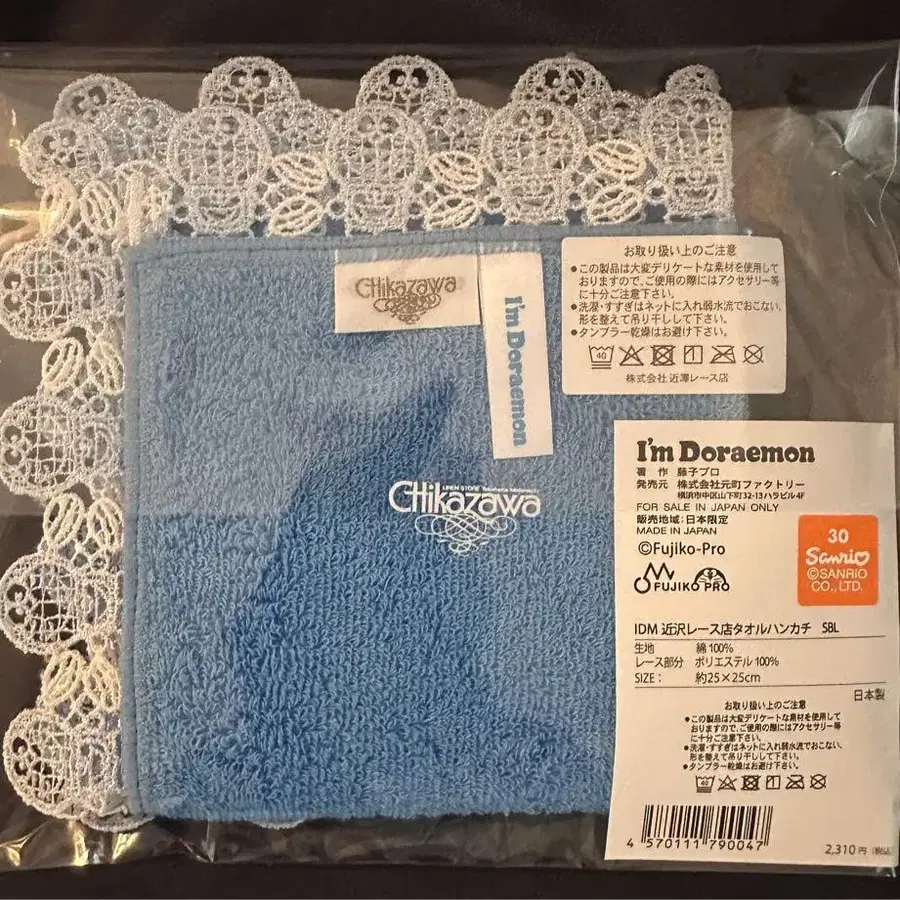 Chikazawa
I'm Doraemon
お取り扱い上のご注意
●この製品は大変デリケートな素材を使用して
おりますので、ご使用の際にはアクセサリー等
に十分ご注意下さい。
●洗濯・すすぎはネットに入れ弱水流でおこない、
形を整えて吊り干しして下さい。
●タンブラー乾燥はお避け下さい。
40
株式会社 近澤レース店
LINEN STORE Yokohama Motomachi
Chikazawa
I'm Doraemon
著 作 藤子プロ
発売元 株式会社元町ファクトリー
横浜市中区山下町32-13ハラビル4F
FOR SALE IN JAPAN ONLY
販売地域:日本限定
MADE IN JAPAN
©Fujiko-Pro
FUJIKO PRO
30
Sanrio
©SANRIO
CO., LTD.
IDM 近沢レース店タオルハンカチ SBL
生地 綿100%
レース部分 ポリエステル100%
SIZE: 約25×25cm
日本製
お取り扱い上のご注意
●この製品は大変デリケートな素材を使用して
おりますので、ご使用の際にはアクセサリー等
に十分ご注意下さい。
●洗濯・すすぎはネットに入れ弱水流でおこない、
形を整えて吊り干しして下さい。
●タンブラー乾燥はお避け下さい。
40
4 570111 790047
2,310円(税込)